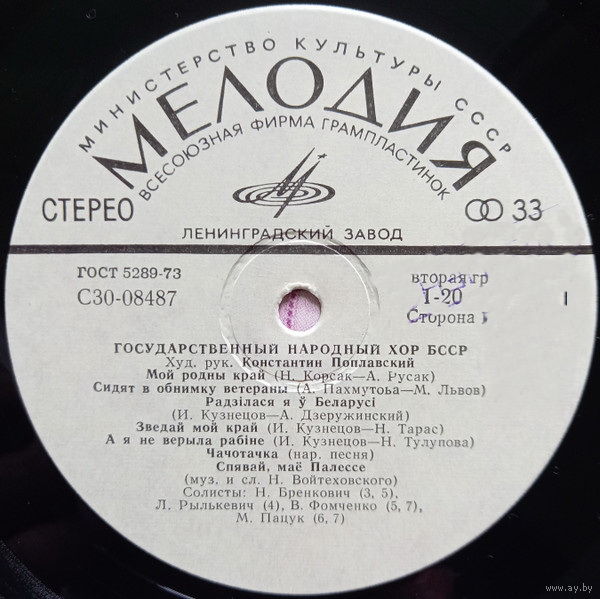 МИНИСТЕРСТВО КУЛЬТУРЫ СССР
МЕЛОДИЯ
ВСЕСОЮЗНАЯ ФИРМА ГРАМПЛАСТИНОК
СТЕРЕО
33
ЛЕНИНГРАДСКИЙ ЗАВОД
ГОСТ 5289-73
вторая гр
С30-08487
1-20
Сторона 1
ГОСУДАРСТВЕННЫЙ НАРОДНЫЙ ХОР БССР
Худ. рук. Константин Поплавский
Мой родны край (Н. Корсак—А. Русак)
Сидят в обнимку ветераны (А. Пахмутова—М. Львов)
Радзілася я ў Беларусі
(И. Кузнецов—А. Дзеружинский)
Зведай мой край (И. Кузнецов—Н. Тарас)
А я не верыла рабіне (И. Кузнецов—Н. Тулупова)
Чачотачка (нар. песня)
Спявай, маё Палессе
(муз. и сл. Н. Войтеховского)
Солисты: Н. Бренкович (3, 5),
Л. Рылькевич (4), В. Фомченко (5, 7),
М. Пацук (6, 7)
www.ay.by